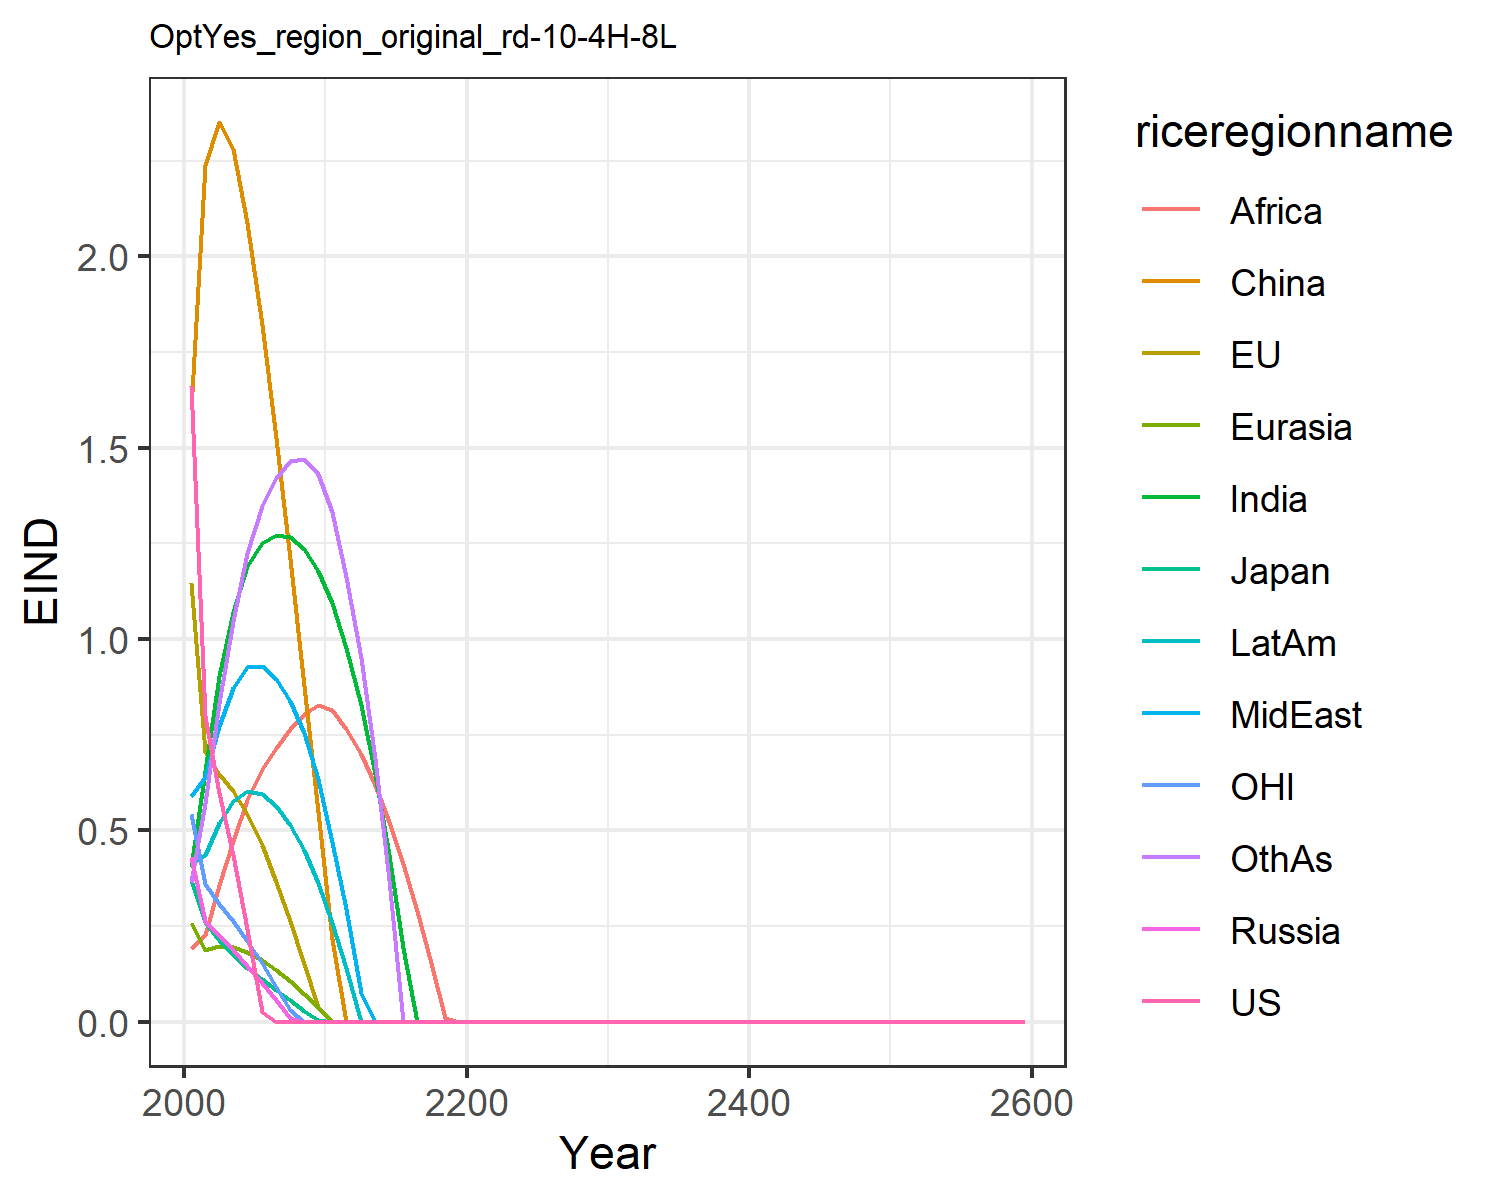 OptYes_region_original_rd-10-4H-8L
EIND
2.0
1.5
1.0
0.5
0.0
2000
2200
2400
2600
Year
riceregionname
Africa
China
EU
Eurasia
India
Japan
LatAm
MidEast
OHI
OthAs
Russia
US